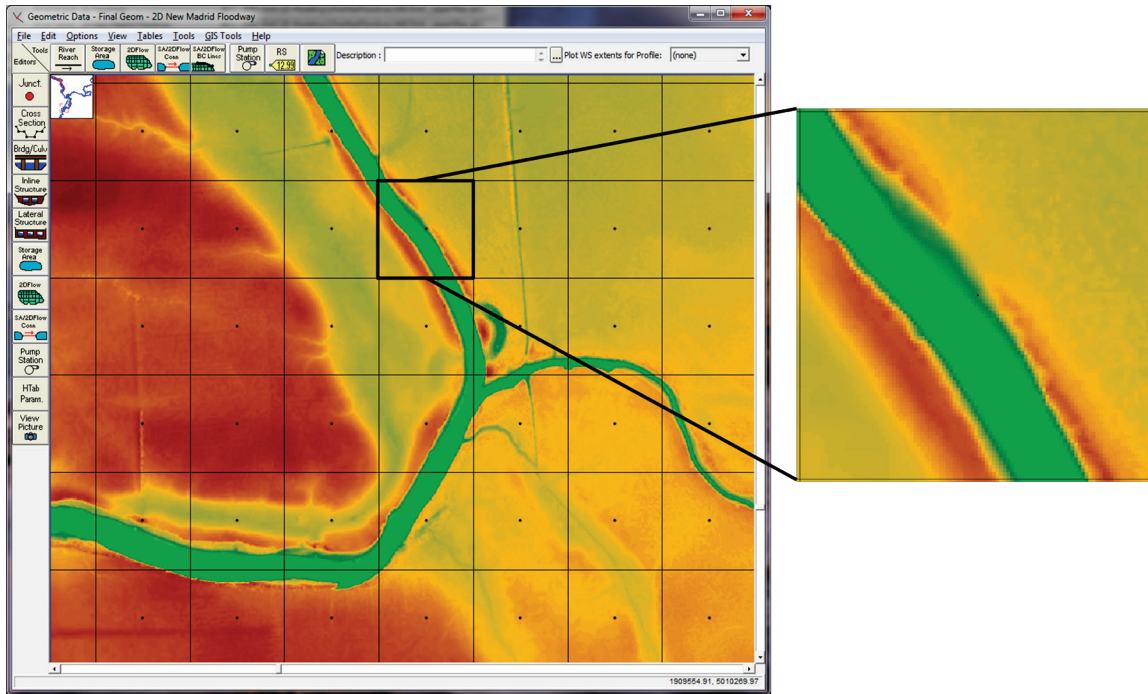 Geometric Data - Final Geom - 2D New Madrid Floodway
File Edit Options View Tables Tools GIS Tools Help
Tools
Editors
River
Reach
Storage
Area
2DFlow
SA/2DFlow
Conn
SA/2DFlow
BC Lines
Pump
Station
RS
12.99
Description :
...
Plot WS extents for Profile:
(none)
Junct.
Cross
Section
Brdg/Culv
Inline
Structure
Lateral
Structure
Storage
Area
2DFlow
SA/2DFlow
Conn
Pump
Station
HTab
Param.
View
Picture
1909554.91, 5010269.97